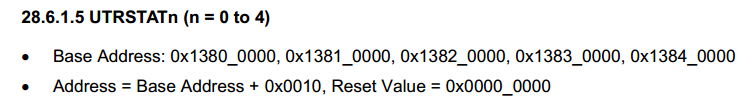 28.6.1.5 UTRSTATn (n = 0 to 4)
• Base Address: 0x1380_0000, 0x1381_0000, 0x1382_0000, 0x1383_0000, 0x1384_0000
• Address = Base Address + 0x0010, Reset Value = 0x0000_0000